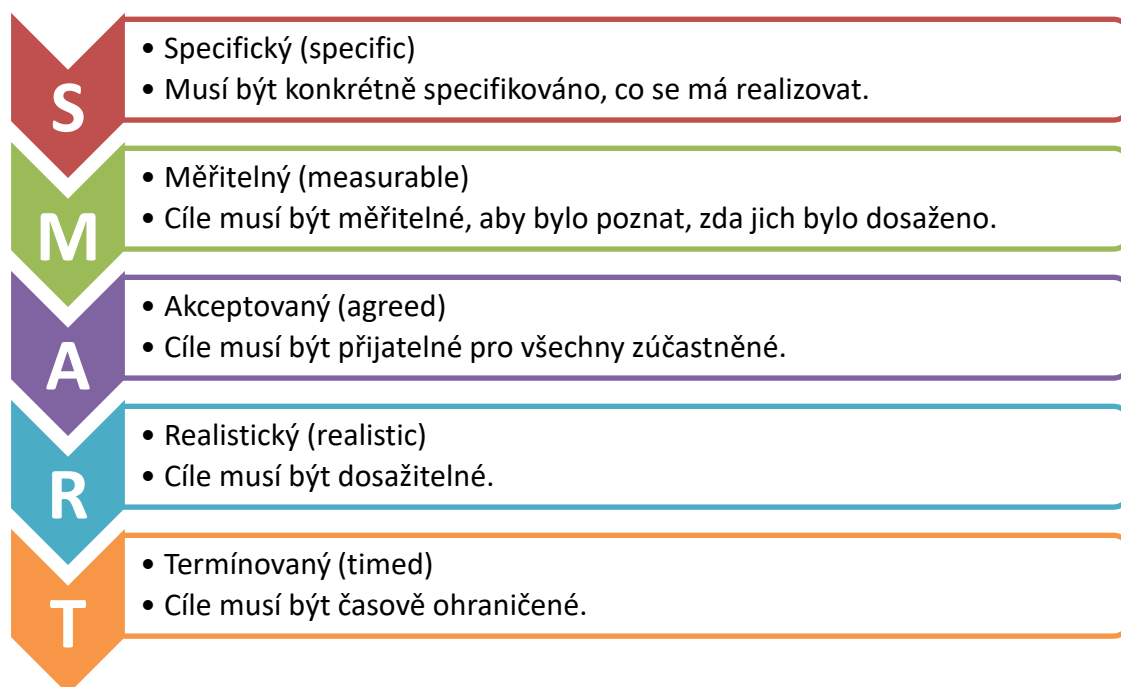 S
• Specifický (specific)
• Musí být konkrétně specifikováno, co se má realizovat.
M
• Měřitelný (measurable)
• Cíle musí být měřitelné, aby bylo poznat, zda jich bylo dosaženo.
A
• Akceptovaný (agreed)
• Cíle musí být přijatelné pro všechny zúčastněné.
R
• Realistický (realistic)
• Cíle musí být dosažitelné.
T
• Termínovaný (timed)
• Cíle musí být časově ohraničené.